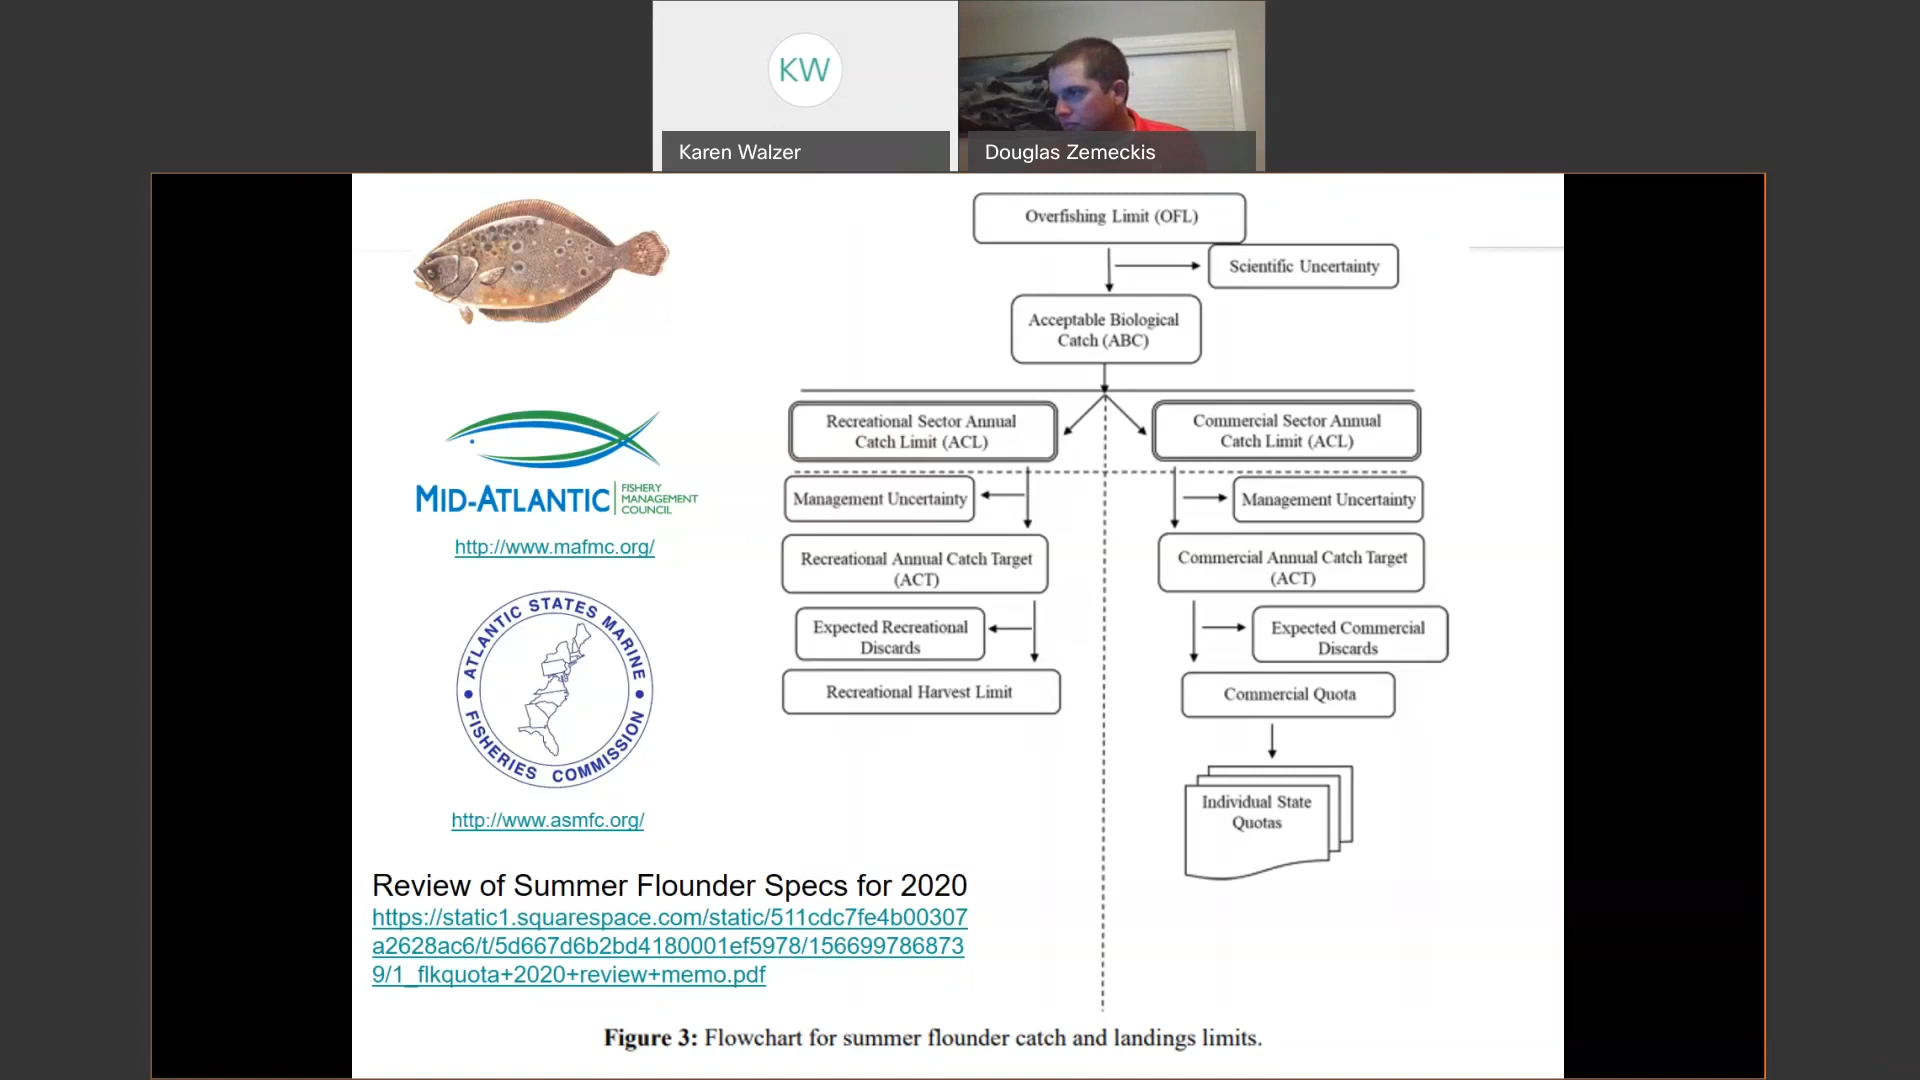 KW
Karen Walzer
Douglas Zemeckis
Overfishing Limit (OFL)
Scientific Uncertainty
Acceptable Biological
Catch (ABC)
Recreational Sector Annual
Catch Limit (ACL)
Commercial Sector Annual
Catch Limit (ACL)
Management Uncertainty
Management Uncertainty
Recreational Annual Catch Target
(ACT)
Commercial Annual Catch Target
(ACT)
Expected Recreational
Discards
Expected Commercial
Discards
Recreational Harvest Limit
Commercial Quota
Individual State
Quotas
MID-ATLANTIC
FISHERY
MANAGEMENT
COUNCIL
http://www.mafmc.org/
ATLANTIC STATES MARINE
FISHERIES COMMISSION
http://www.asmfc.org/
Review of Summer Flounder Specs for 2020
https://static1.squarespace.com/static/511cdc7fe4b00307
a2628ac6/t/5d667d6b2bd4180001ef5978/156699786873
9/1_flkquota+2020+review+memo.pdf
Figure 3: Flowchart for summer flounder catch and landings limits.